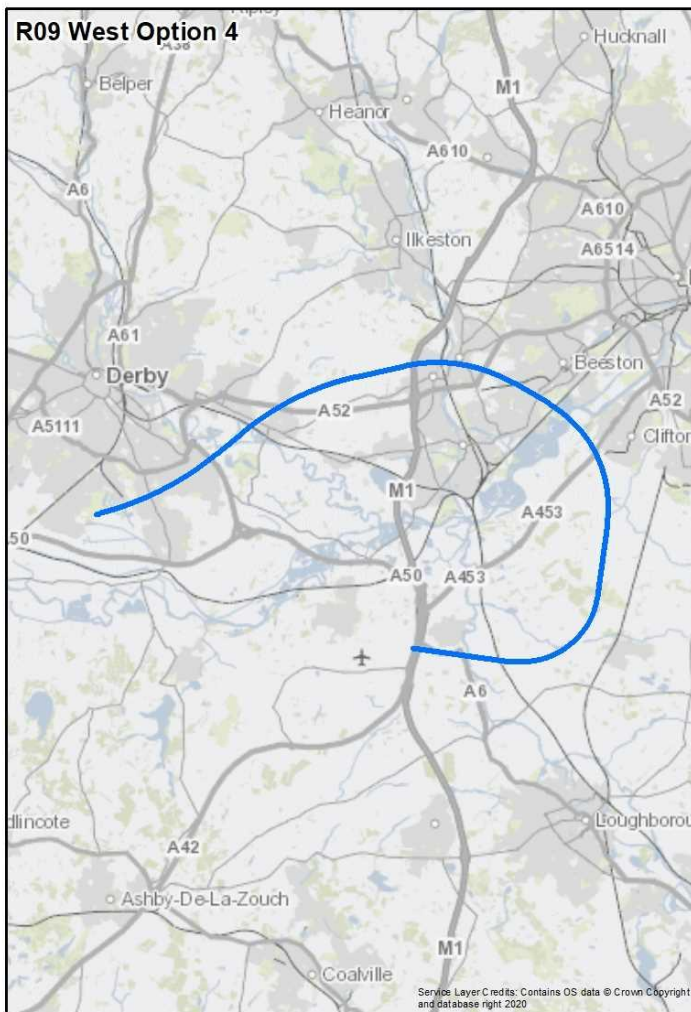 R09 West Option 4
Hucknall
A38
Belper
M1
Heanor
A610
A6
A610
Ilkeston
A6514
A61
Beeston
Derby
A52
A52
A5111
Clifton
M1
A453
A50
A453
A6
Loughborou
A42
Ashby-De-La-Zouch
M1
Coalville
Service Layer Credits: Contains OS data © Crown Copyright
and database right 2020